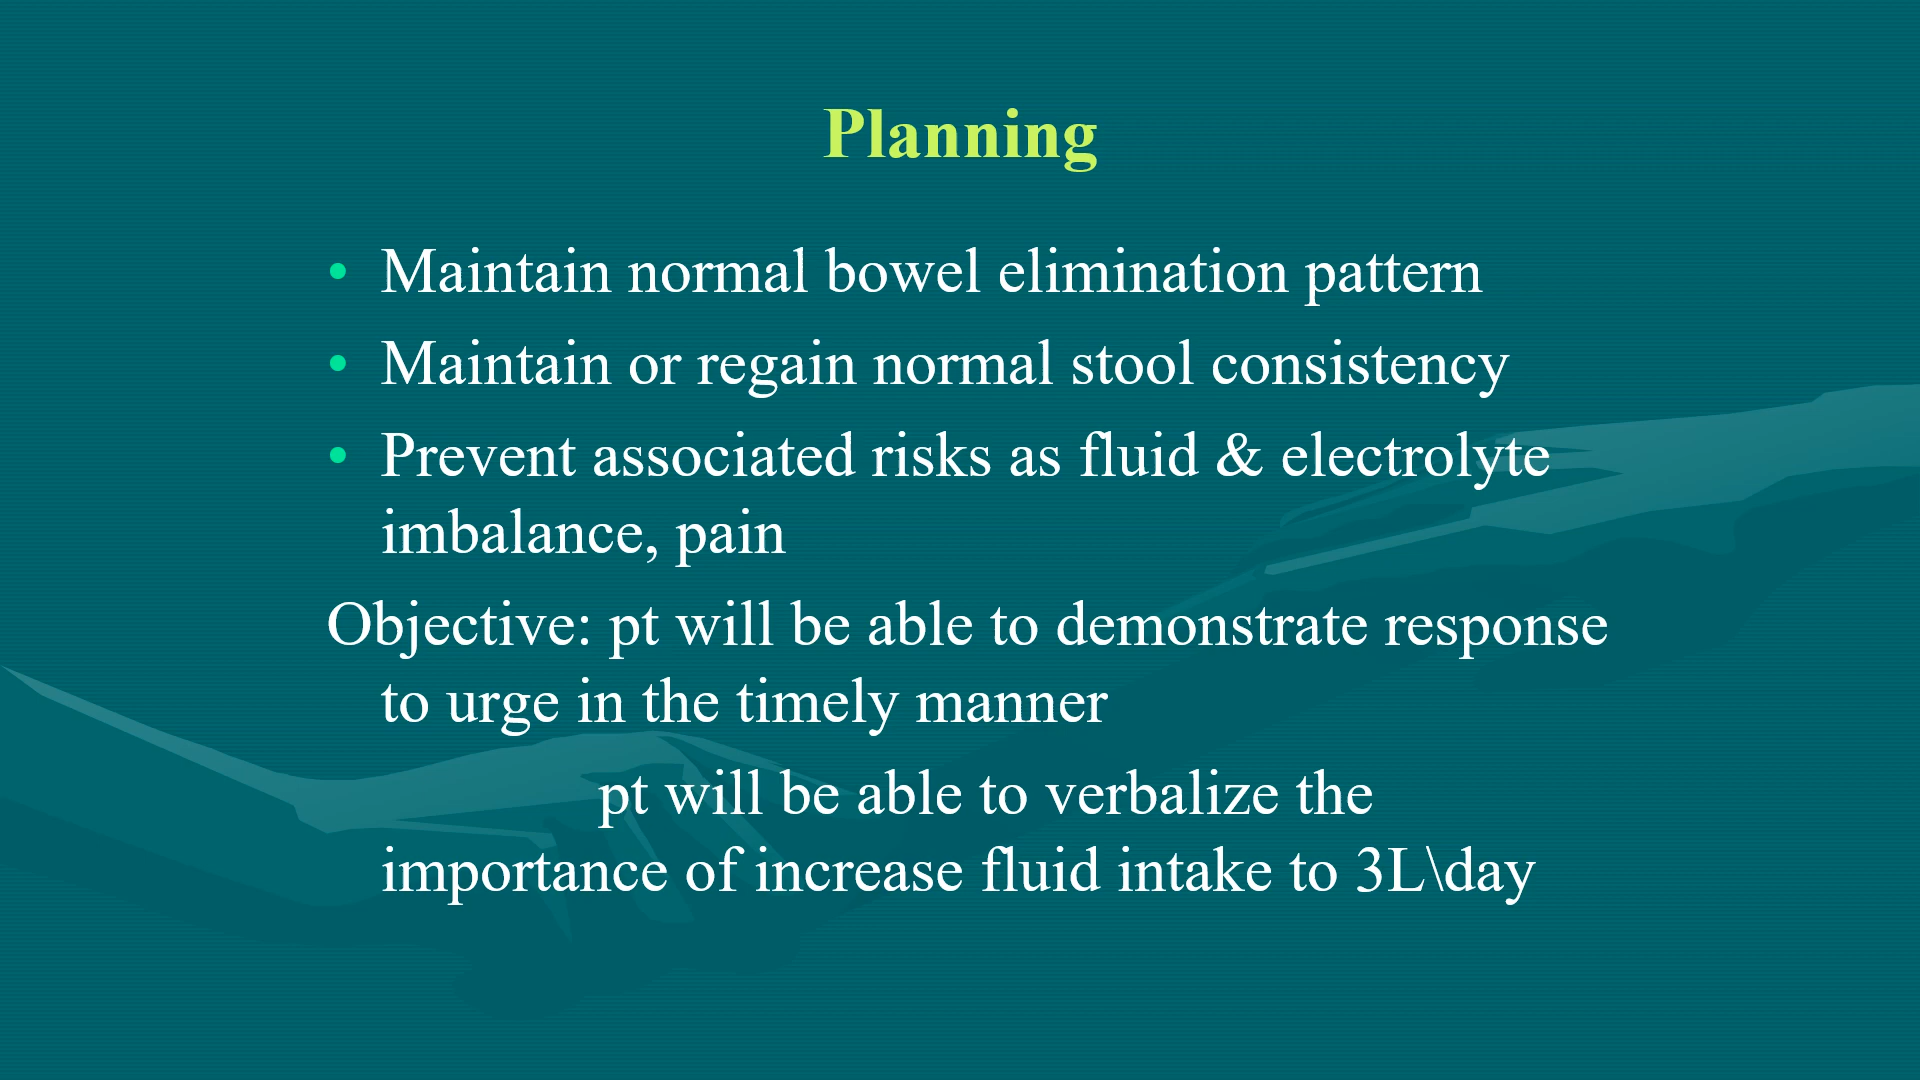 Planning
• Maintain normal bowel elimination pattern
• Maintain or regain normal stool consistency
• Prevent associated risks as fluid & electrolyte
imbalance, pain
Objective: pt will be able to demonstrate response
to urge in the timely manner
pt will be able to verbalize the
importance of increase fluid intake to 3L\day